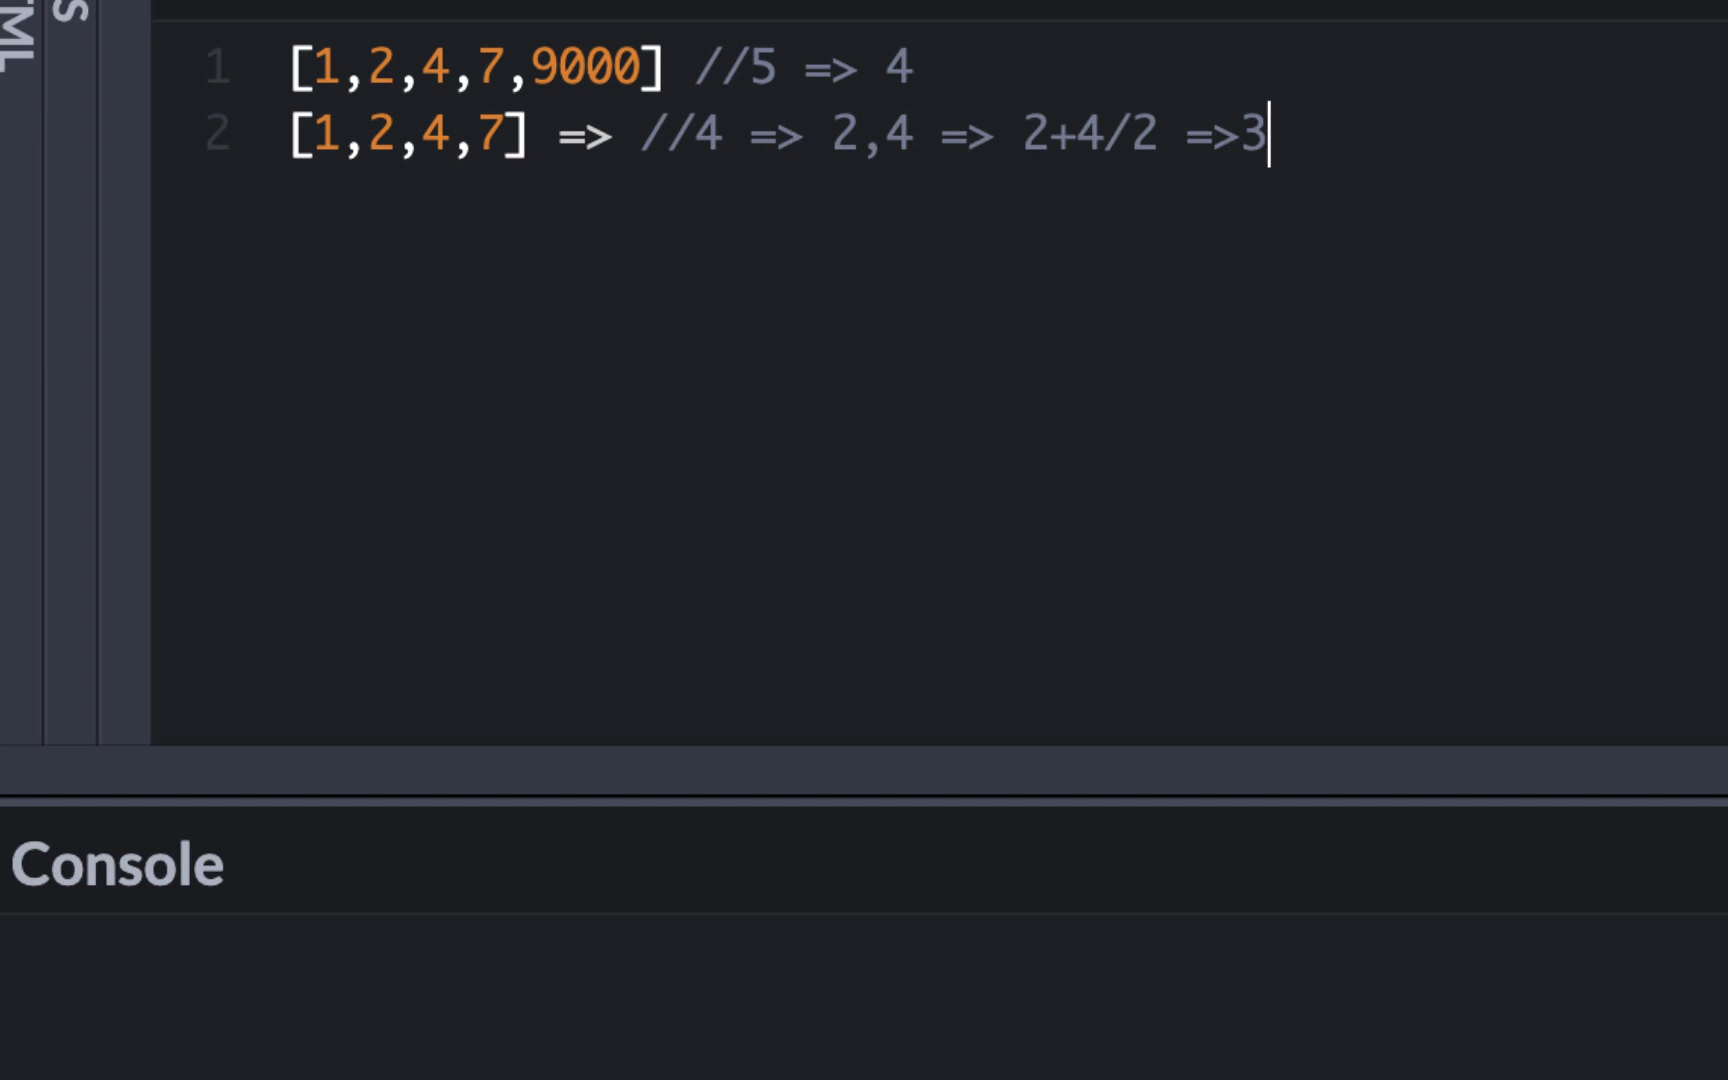 TML
S
1 [1,2,4,7,9000] //5 => 4
2 [1,2,4,7] => //4 => 2,4 => 2+4/2 =>3
Console